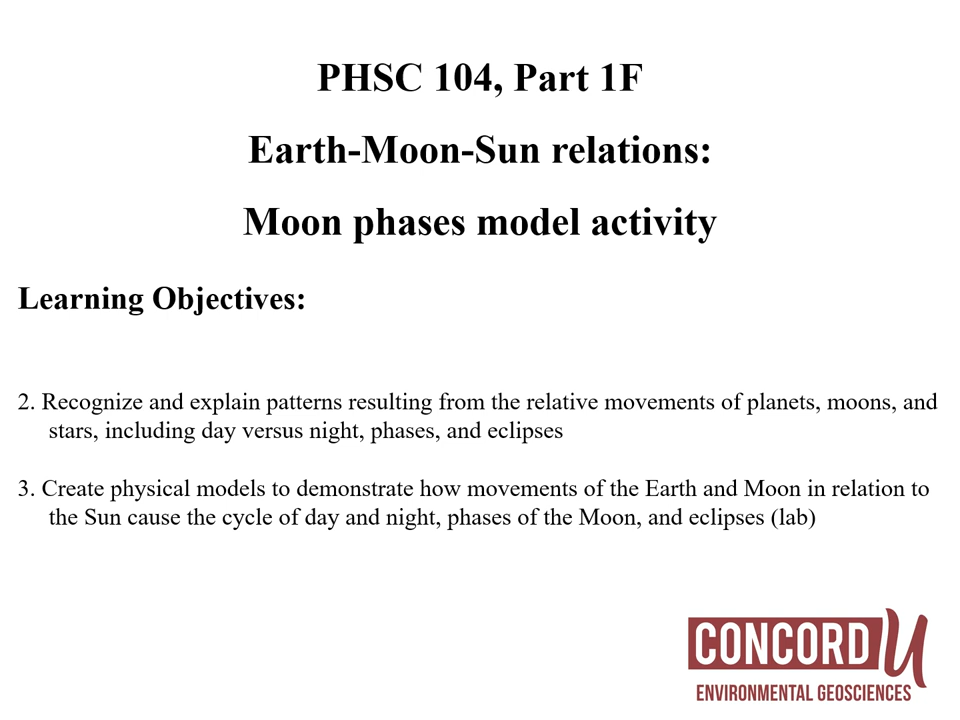 PHSC 104, Part 1F
Earth-Moon-Sun relations:
Moon phases model activity
Learning Objectives:
2. Recognize and explain patterns resulting from the relative movements of planets, moons, and
stars, including day versus night, phases, and eclipses
3. Create physical models to demonstrate how movements of the Earth and Moon in relation to
the Sun cause the cycle of day and night, phases of the Moon, and eclipses (lab)
CONCORD U
ENVIRONMENTAL GEOSCIENCES